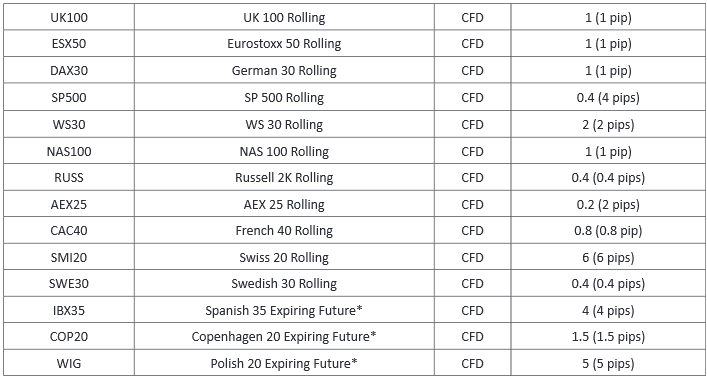 UK100 UK 100 Rolling CFD 1 (1 pip)
ESX50 Eurostoxx 50 Rolling CFD 1 (1 pip)
DAX30 German 30 Rolling CFD 1 (1 pip)
SP500 SP 500 Rolling CFD 0.4 (4 pips)
WS30 WS 30 Rolling CFD 2 (2 pips)
NAS100 NAS 100 Rolling CFD 1 (1 pip)
RUSS Russell 2K Rolling CFD 0.4 (0.4 pips)
AEX25 AEX 25 Rolling CFD 0.2 (2 pips)
CAC40 French 40 Rolling CFD 0.8 (0.8 pip)
SMI20 Swiss 20 Rolling CFD 6 (6 pips)
SWE30 Swedish 30 Rolling CFD 0.4 (0.4 pips)
IBX35 Spanish 35 Expiring Future* CFD 4 (4 pips)
COP20 Copenhagen 20 Expiring Future* CFD 1.5 (1.5 pips)
WIG Polish 20 Expiring Future* CFD 5 (5 pips)